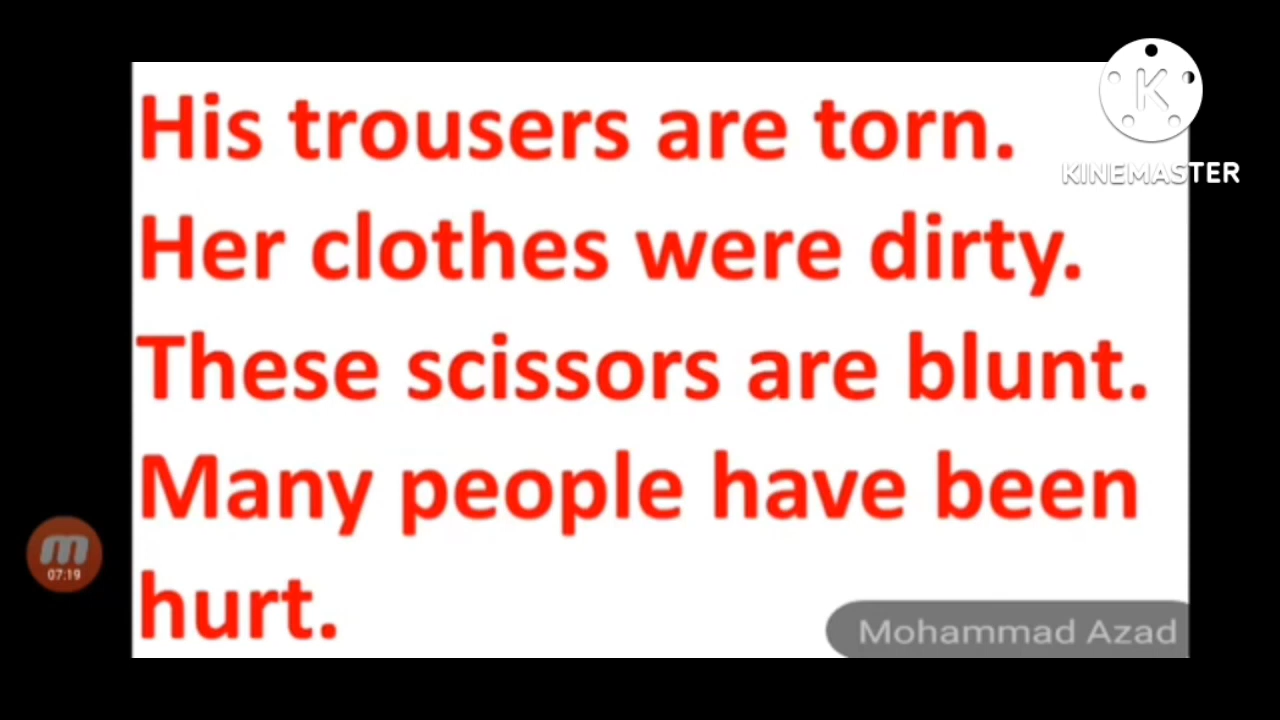 His trousers are torn.
Her clothes were dirty.
These scissors are blunt.
Many people have been
hurt.
K
KINEMASTER
m
07:19
Mohammad Azad